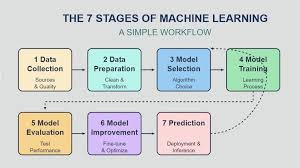 THE 7 STAGES OF MACHINE LEARNING
A SIMPLE WORKFLOW
1 Data
Collection
Sources
& Quality
2 Data
Preparation
Clean &
Transform
3 Model
Selection
Algorithm
Choice
4 Model
Training
Learning
Process
5 Model
Evaluation
Test
Performance
6 Model
Improvement
Fine-tune
& Optimize
7 Prediction
Deployment &
Inference